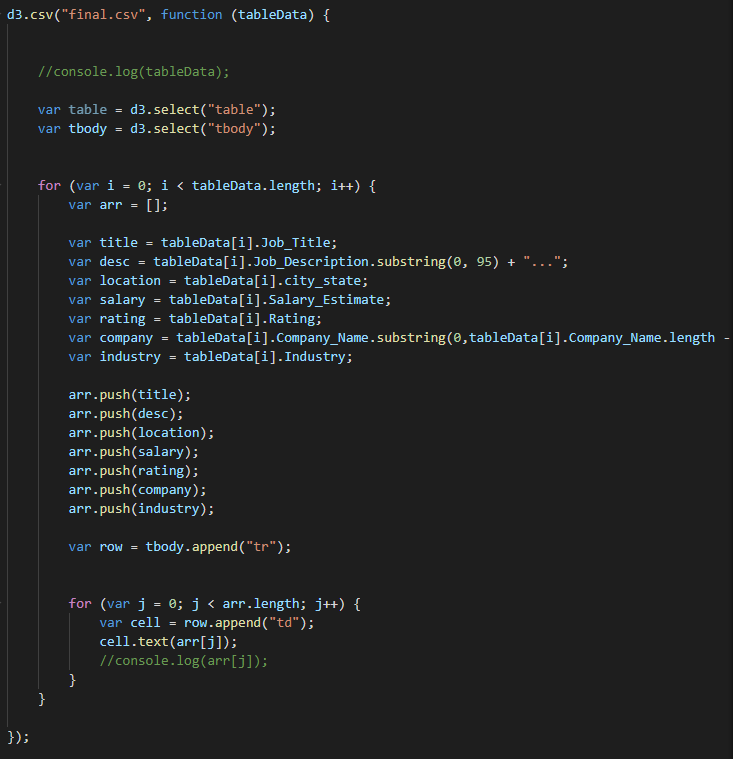 d3.csv("final.csv", function (tableData) {
//console.log(tableData);
var table = d3.select("table");
var tbody = d3.select("tbody");
for (var i = 0; i < tableData.length; i++) {
var arr = [];
var title = tableData[i].Job_Title;
var desc = tableData[i].Job_Description.substring(0, 95) + "...";
var location = tableData[i].city_state;
var salary = tableData[i].Salary_Estimate;
var rating = tableData[i].Rating;
var company = tableData[i].Company_Name.substring(0,tableData[i].Company_Name.length -
var industry = tableData[i].Industry;
arr.push(title);
arr.push(desc);
arr.push(location);
arr.push(salary);
arr.push(rating);
arr.push(company);
arr.push(industry);
var row = tbody.append("tr");
for (var j = 0; j < arr.length; j++) {
var cell = row.append("td");
cell.text(arr[j]);
//console.log(arr[j]);
}
}
});